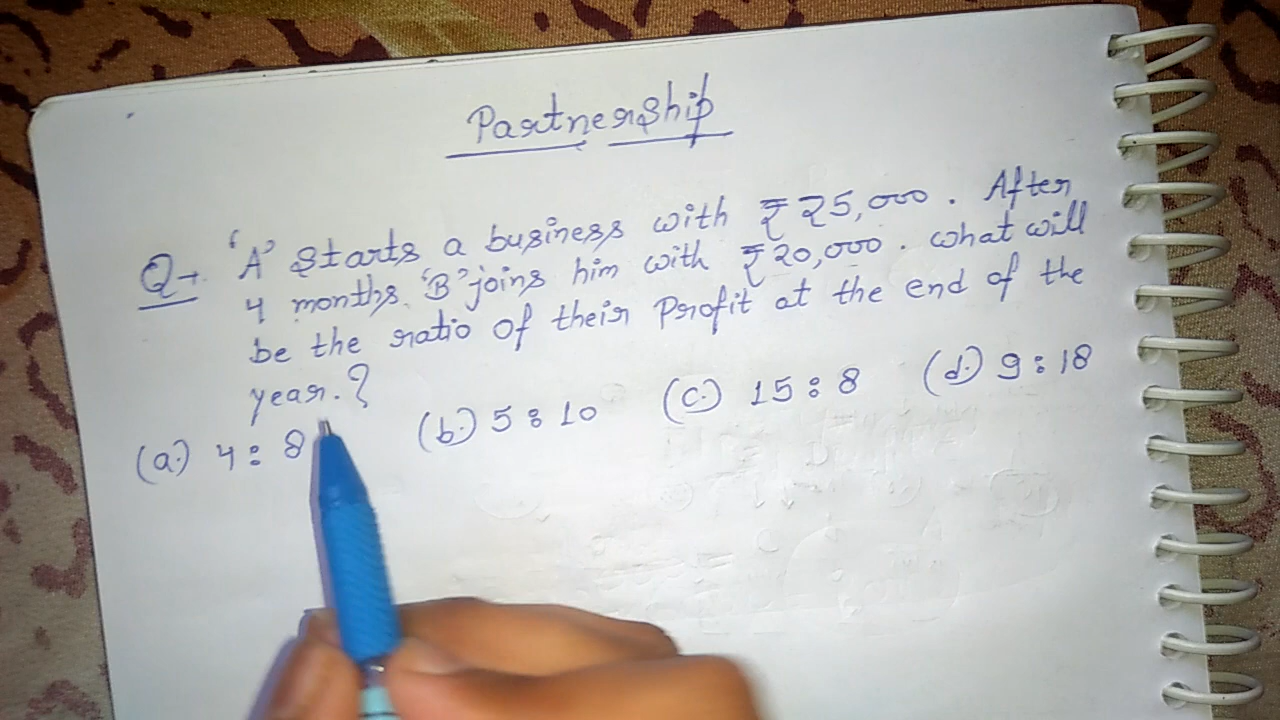 Partnership
Q→ 'A' Starts a business with ₹25,000. After
4 months. 'B' joins him with ₹20,000. what will
be the ratio of their Profit at the end of the
year.?
(a.) 4:8 (b.) 5:10 (c.) 15:8 (d.) 9:18